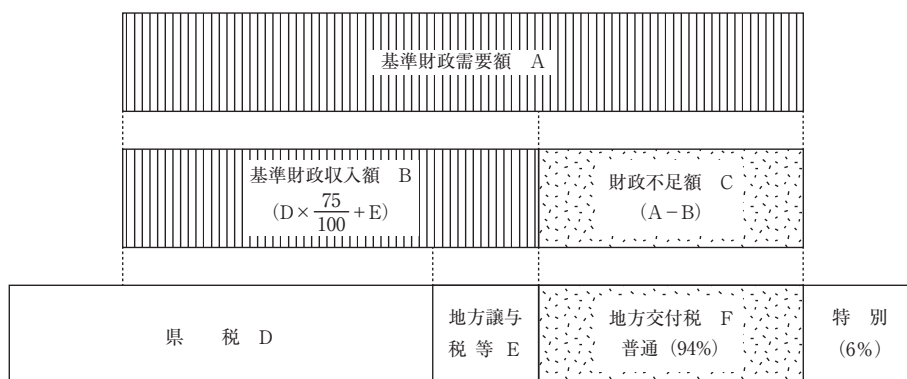 基準財政需要額 A
基準財政収入額 B
(D×75/100+E)
財政不足額 C
(A-B)
県 税 D
地方譲与
税 等 E
地方交付税 F
普通 (94%)
特 別
(6%)